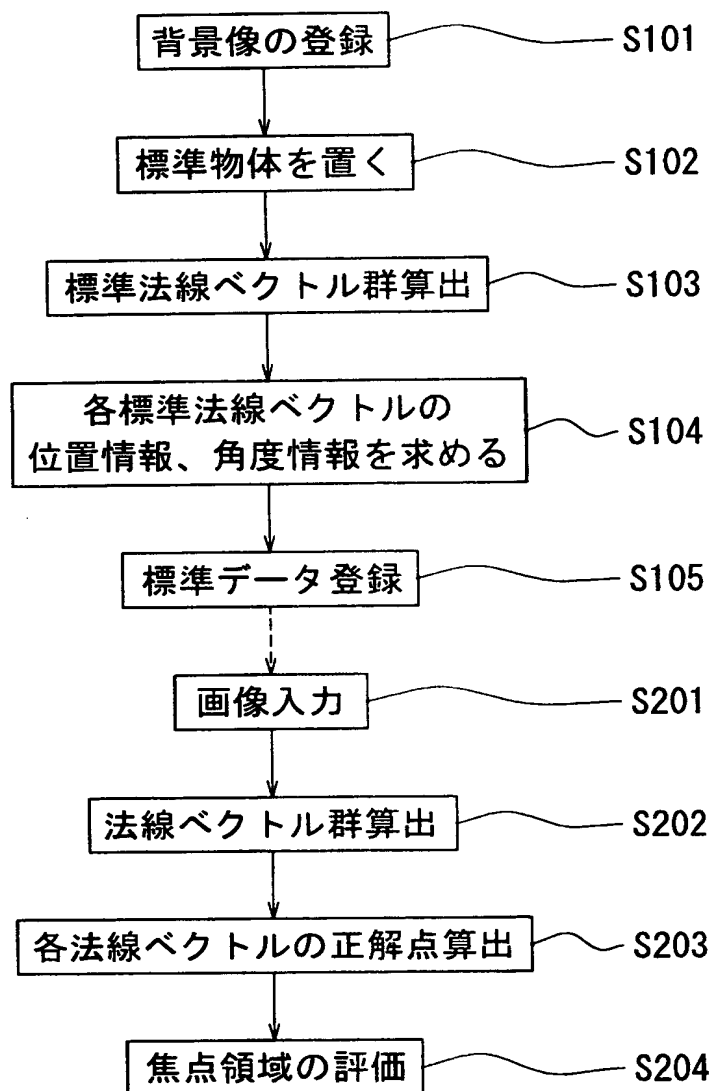 背景像の登録
S101
標準物体を置く
S102
標準法線ベクトル群算出
S103
各標準法線ベクトルの
位置情報、角度情報を求める
S104
標準データ登録
S105
画像入力
S201
法線ベクトル群算出
S202
各法線ベクトルの正解点算出
S203
焦点領域の評価
S204